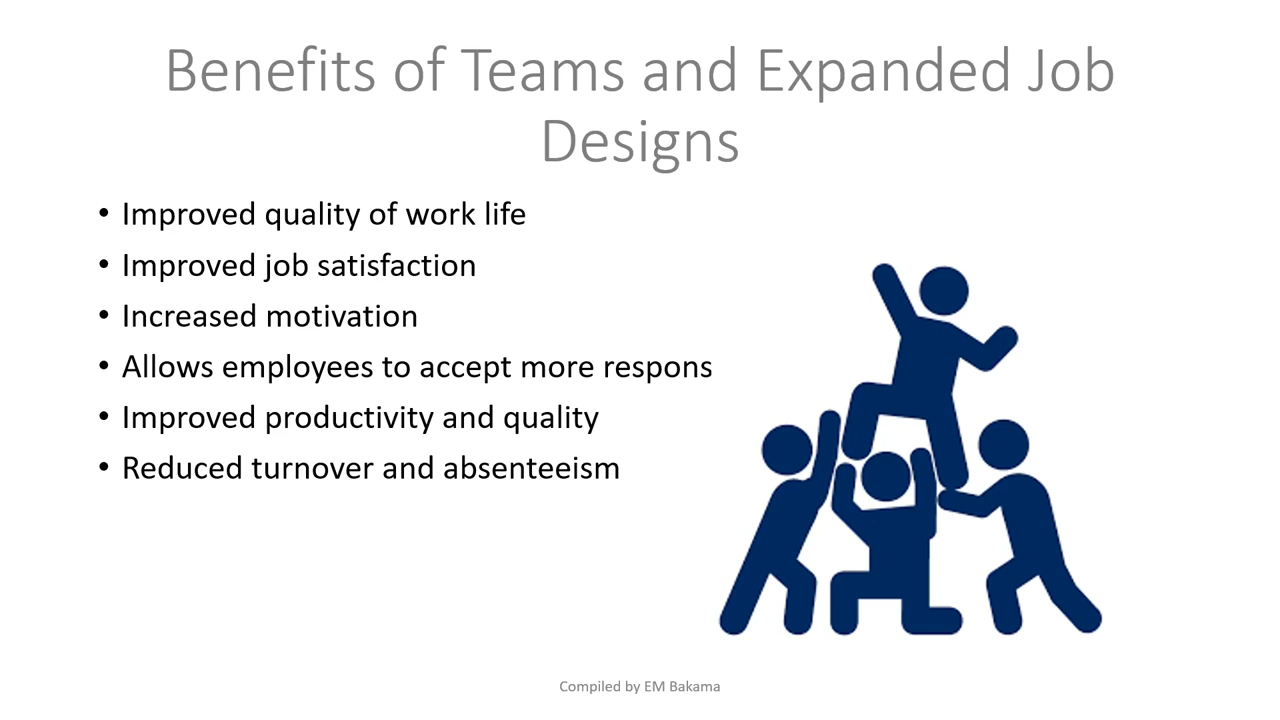 Benefits of Teams and Expanded Job
Designs
• Improved quality of work life
• Improved job satisfaction
• Increased motivation
• Allows employees to accept more respons
• Improved productivity and quality
• Reduced turnover and absenteeism
Compiled by EM Bakama